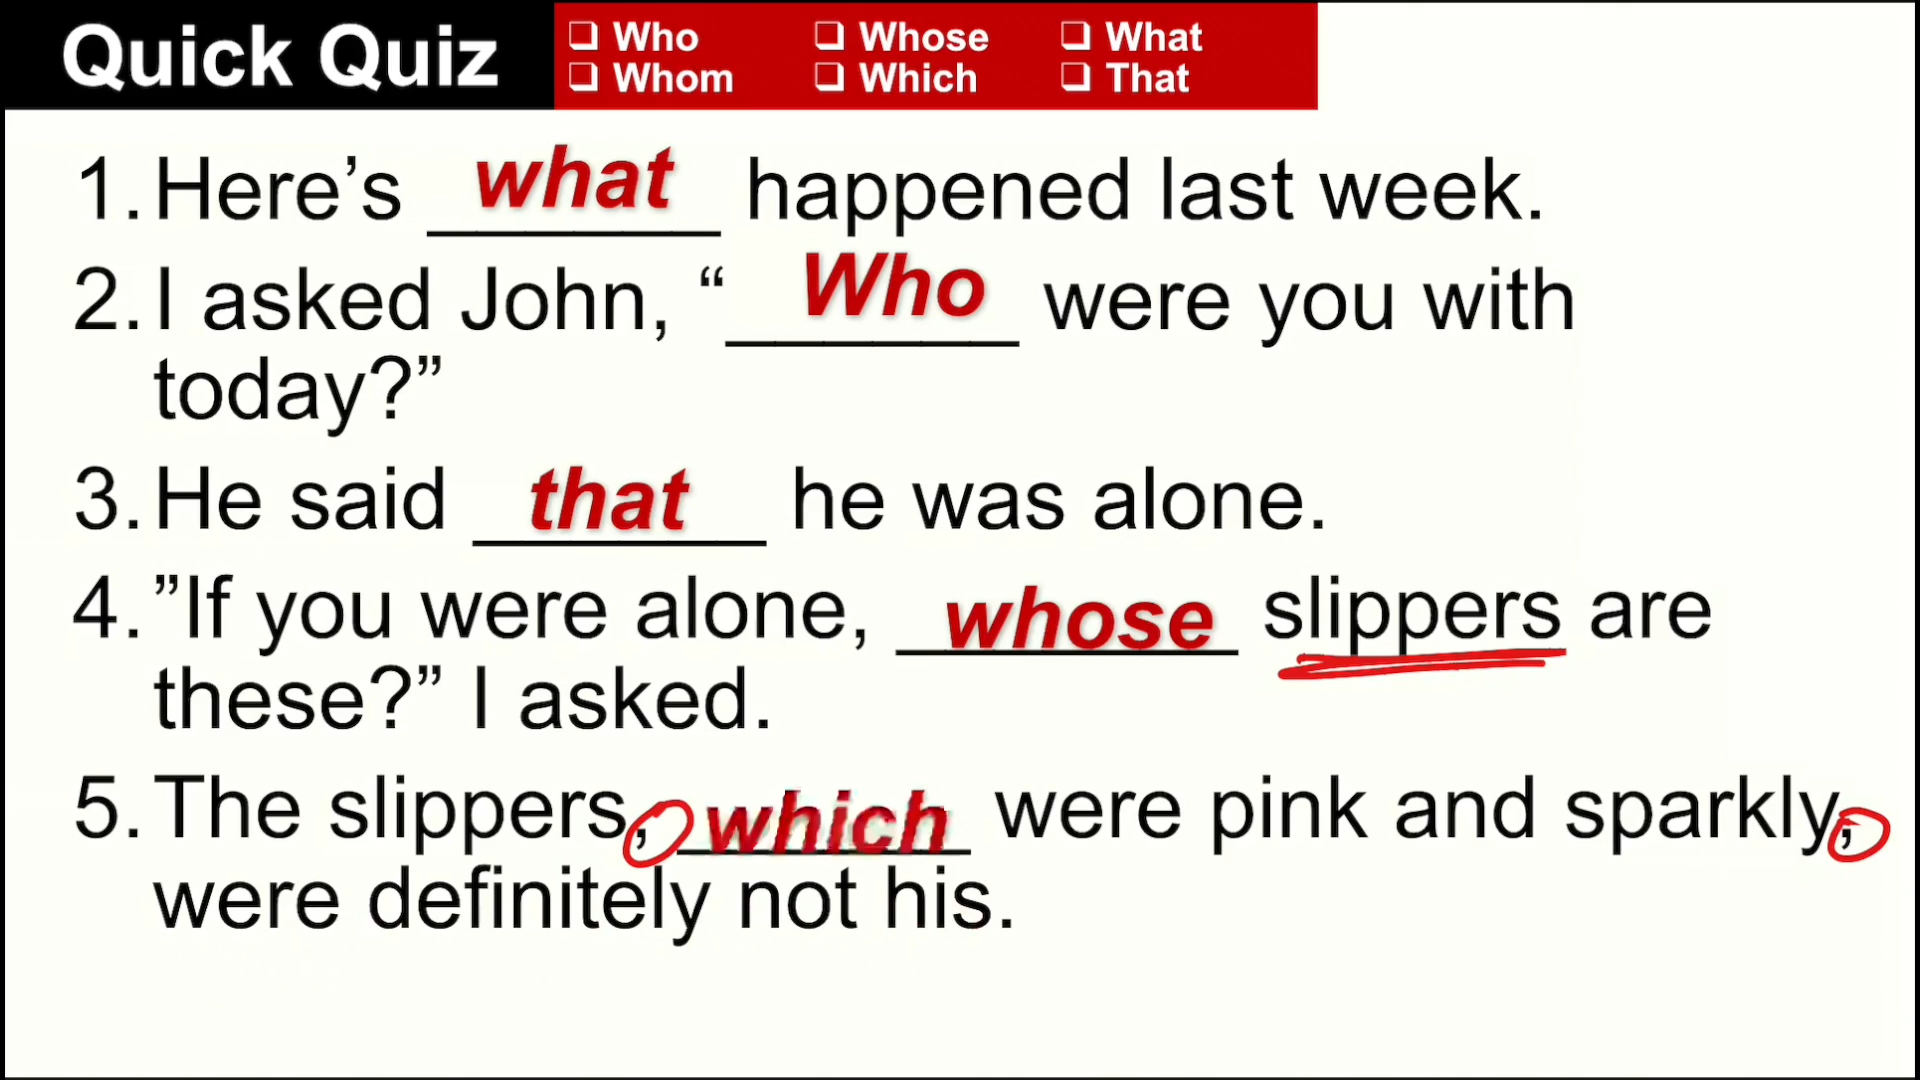 Quick Quiz
❑ Who ❑ Whose ❑ What
❑ Whom ❑ Which ❑ That
1. Here’s what happened last week.
2. I asked John, “ Who were you with
today?”
3. He said that he was alone.
4. ”If you were alone, whose slippers are
these?” I asked.
5. The slippers, which were pink and sparkly,
were definitely not his.